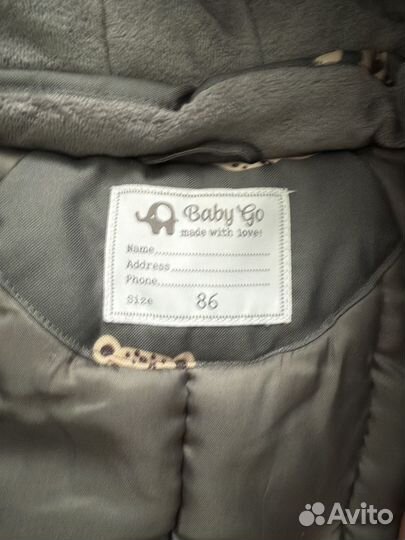 Baby Go
made with love!
Name
Address
Phone
Size 86
Avito